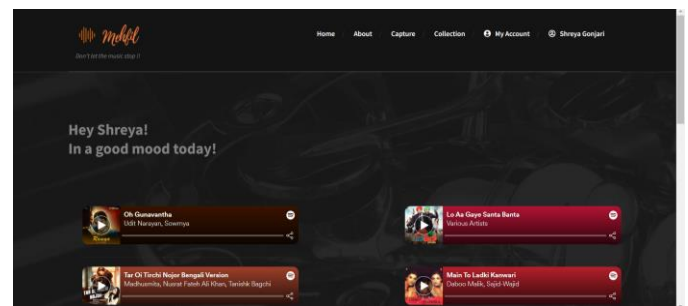 Mehfil
Don't let the music stop !!
Home / About / Capture / Collection / My Account / Shreya Gonjari
Hey Shreya!
In a good mood today!
Oh Gunavantha
Udit Narayan, Sowmya
Lo Aa Gaye Santa Banta
Various Artists
Tar Oi Tirchi Nojor Bengali Version
Madhusmita, Nusrat Fateh Ali Khan, Tanishk Bagchi
Main To Ladki Kanwari
Daboo Malik, Sajid-Wajid